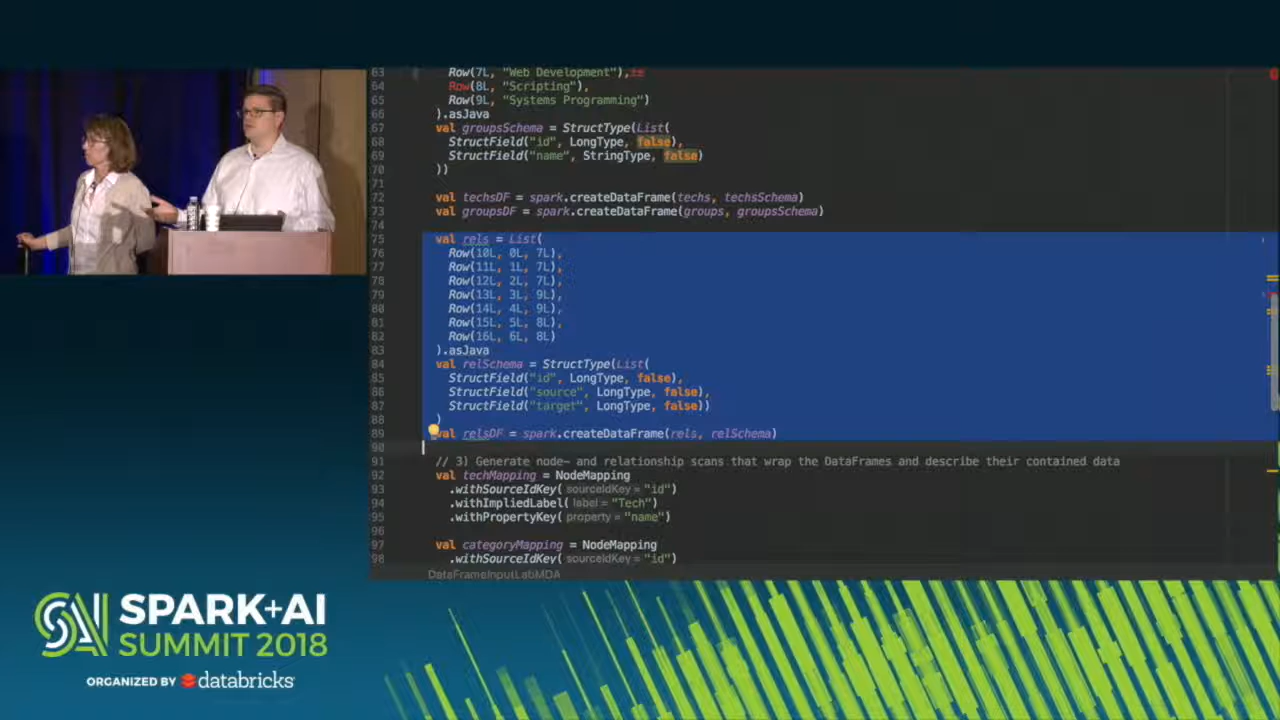 63 Row(7L, "Web Development"),
64 Row(8L, "Scripting"),
65 Row(9L, "Systems Programming")
66 ).asJava
67 val groupsSchema = StructType(List(
68 StructField("id", LongType, false),
69 StructField("name", StringType, false)
70 ))
71
72 val techsDF = spark.createDataFrame(techs, techsSchema)
73 val groupsDF = spark.createDataFrame(groups, groupsSchema)
74
75 val rels = List(
76 Row(10L, 0L, 7L),
77 Row(11L, 1L, 7L),
78 Row(12L, 2L, 7L),
79 Row(13L, 3L, 9L),
80 Row(14L, 4L, 9L),
81 Row(15L, 5L, 8L),
82 Row(16L, 6L, 8L)
83 ).asJava
84 val relSchema = StructType(List(
85 StructField("id", LongType, false),
86 StructField("source", LongType, false),
87 StructField("target", LongType, false))
88 )
89 val relsDF = spark.createDataFrame(rels, relSchema)
90
91 // 3) Generate node- and relationship scans that wrap the DataFrames and describe their contained data
92 val techMapping = NodeMapping
93 .withSourceIdKey(sourceIdKey = "id")
94 .withImpliedLabel(label = "Tech")
95 .withPropertyKey(property = "name")
96
97 val categoryMapping = NodeMapping
98 .withSourceIdKey(sourceIdKey = "id")
DataFrameInputLabMDA
SPARK+AI
SUMMIT 2018
ORGANIZED BY databricks